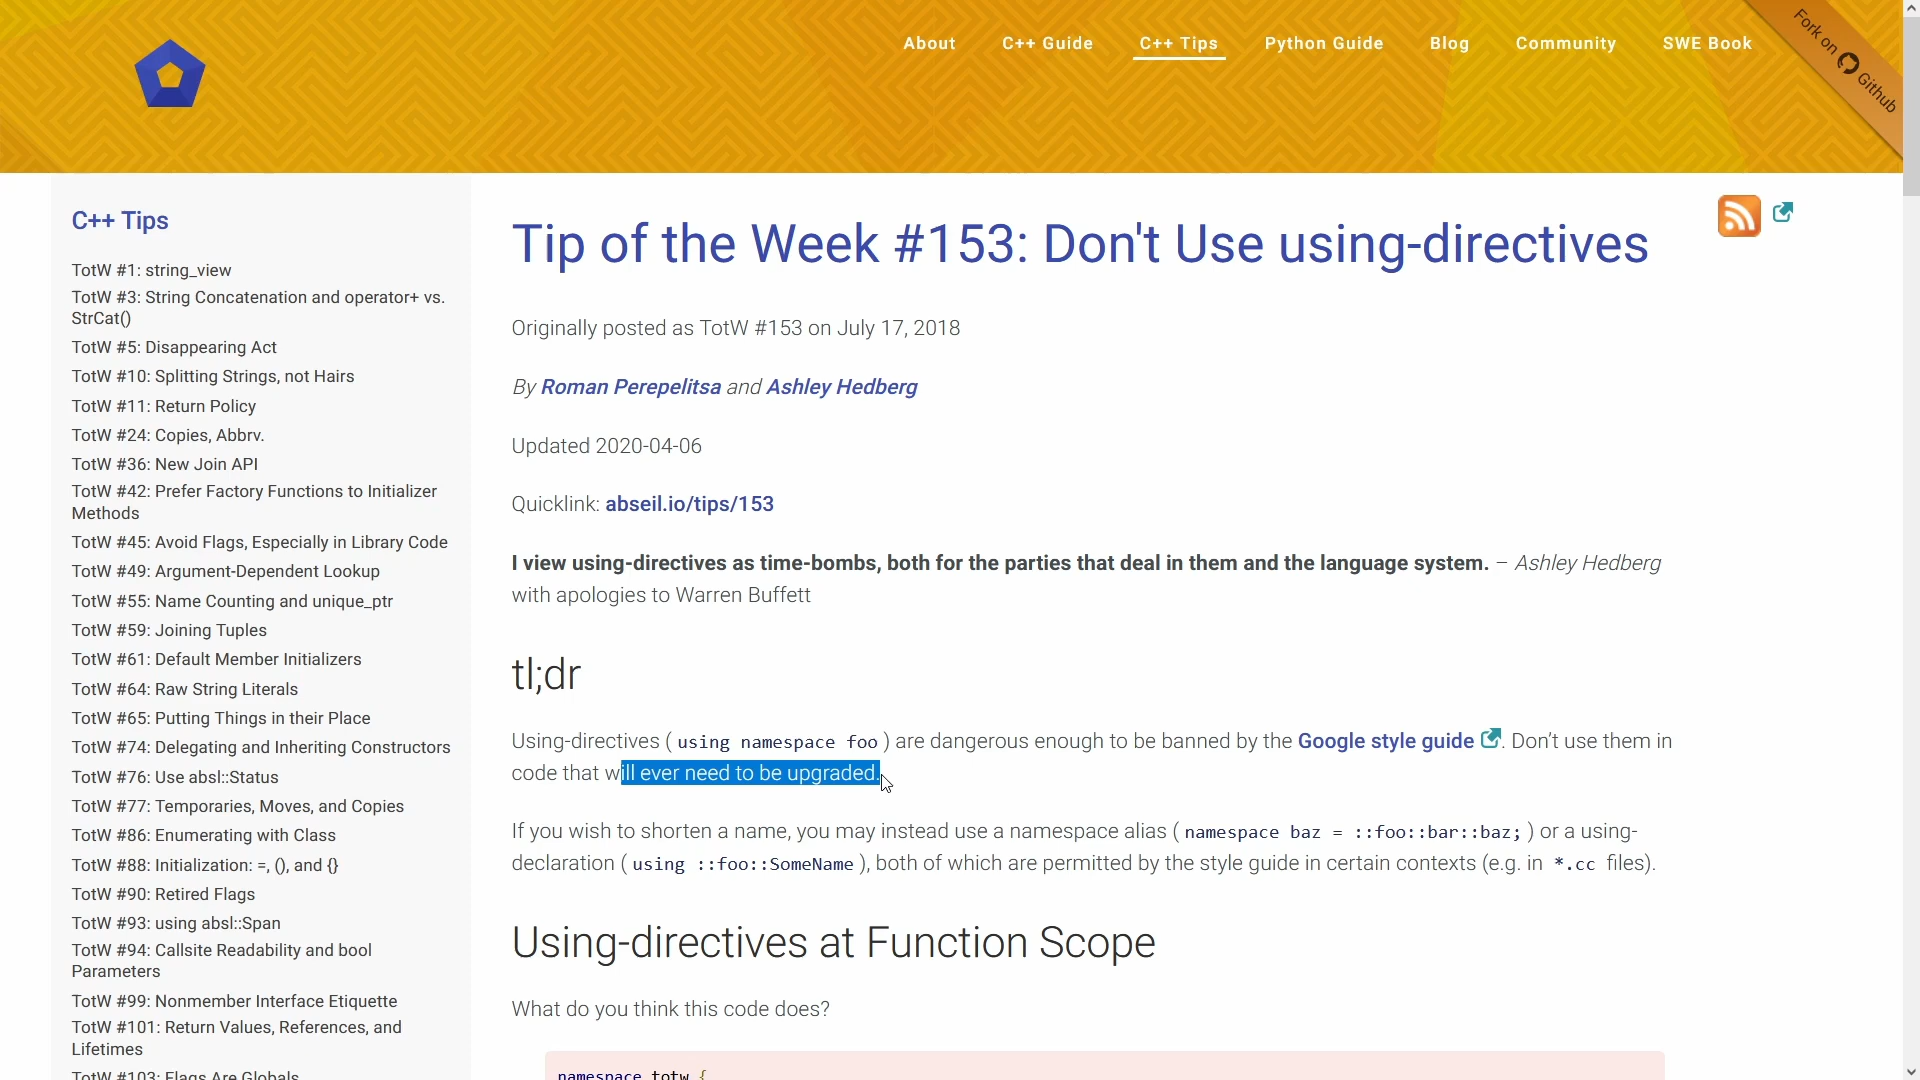 About
C++ Guide
C++ Tips
Python Guide
Blog
Community
SWE Book
Fork on Github
C++ Tips
TotW #1: string_view
TotW #3: String Concatenation and operator+ vs.
StrCat()
TotW #5: Disappearing Act
TotW #10: Splitting Strings, not Hairs
TotW #11: Return Policy
TotW #24: Copies, Abbrv.
TotW #36: New Join API
TotW #42: Prefer Factory Functions to Initializer
Methods
TotW #45: Avoid Flags, Especially in Library Code
TotW #49: Argument-Dependent Lookup
TotW #55: Name Counting and unique_ptr
TotW #59: Joining Tuples
TotW #61: Default Member Initializers
TotW #64: Raw String Literals
TotW #65: Putting Things in their Place
TotW #74: Delegating and Inheriting Constructors
TotW #76: Use absl::Status
TotW #77: Temporaries, Moves, and Copies
TotW #86: Enumerating with Class
TotW #88: Initialization: =, (), and {}
TotW #90: Retired Flags
TotW #93: using absl::Span
TotW #94: Callsite Readability and bool
Parameters
TotW #99: Nonmember Interface Etiquette
TotW #101: Return Values, References, and
Lifetimes
TotW #103: Flags Are Globals
Tip of the Week #153: Don't Use using-directives
Originally posted as TotW #153 on July 17, 2018
By Roman Perepelitsa and Ashley Hedberg
Updated 2020-04-06
Quicklink: abseil.io/tips/153
I view using-directives as time-bombs, both for the parties that deal in them and the language system. – Ashley Hedberg
with apologies to Warren Buffett
tl;dr
Using-directives ( using namespace foo ) are dangerous enough to be banned by the Google style guide . Don’t use them in
code that will ever need to be upgraded.
If you wish to shorten a name, you may instead use a namespace alias ( namespace baz = ::foo::bar::baz; ) or a using-
declaration ( using ::foo::SomeName ), both of which are permitted by the style guide in certain contexts (e.g. in *.cc files).
Using-directives at Function Scope
What do you think this code does?
namespace totw {